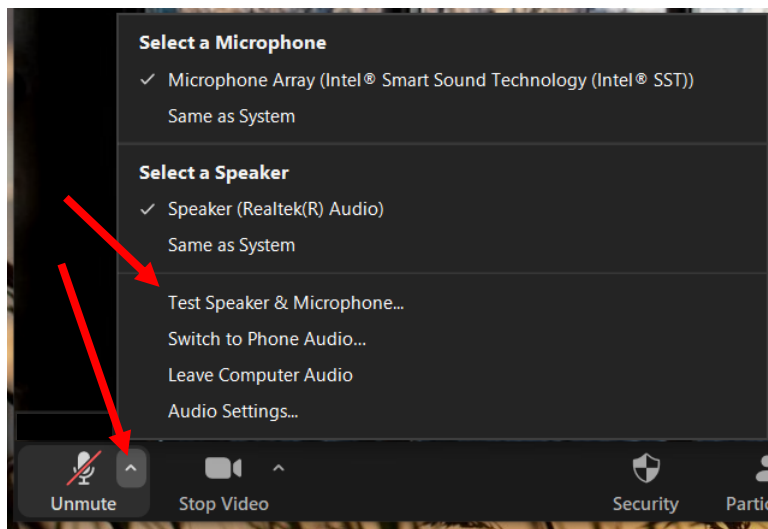 Select a Microphone
Microphone Array (Intel® Smart Sound Technology (Intel® SST))
Same as System
Select a Speaker
Speaker (Realtek(R) Audio)
Same as System
Test Speaker & Microphone...
Switch to Phone Audio...
Leave Computer Audio
Audio Settings...
Unmute Stop Video Security Partic